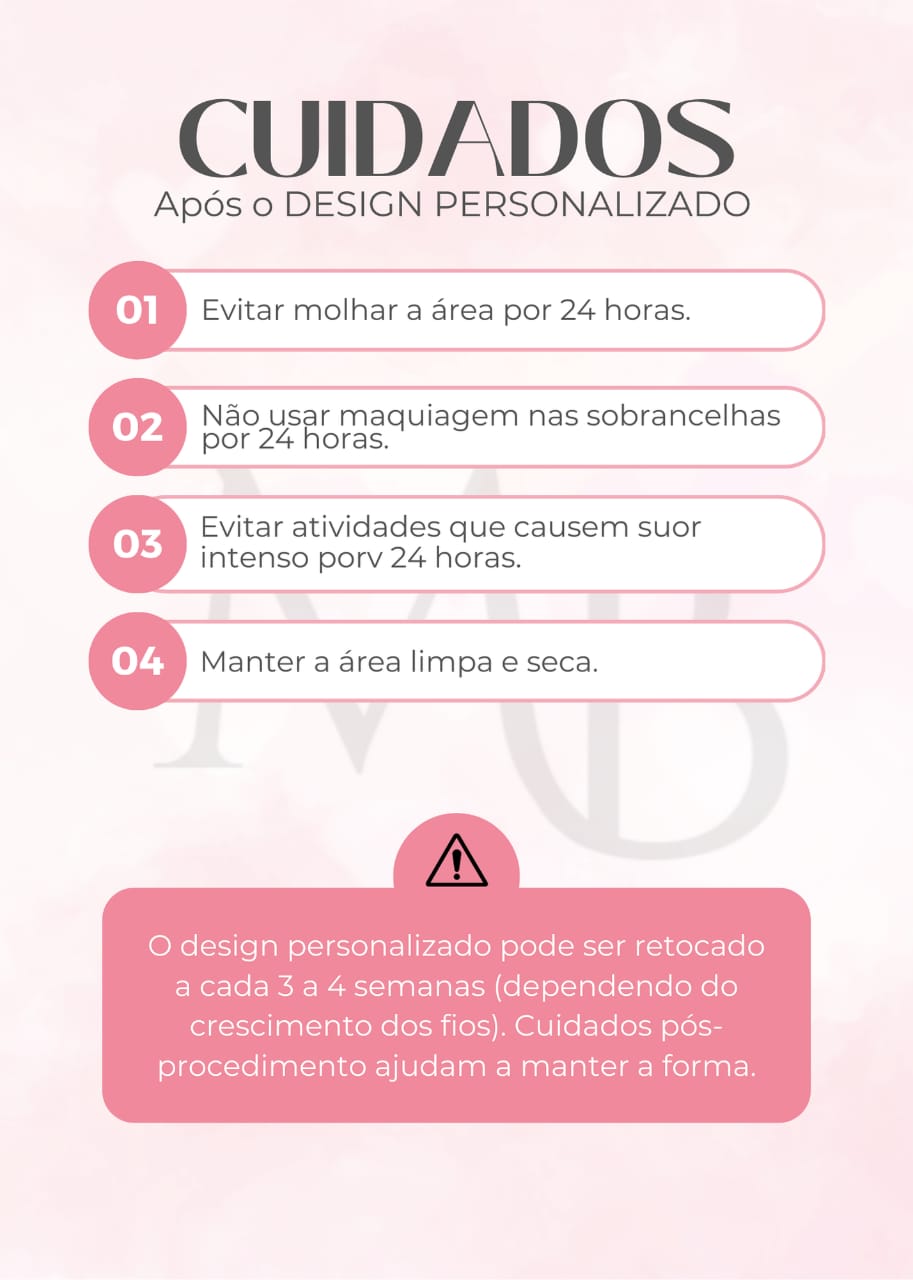 CUIDADOS
Após o DESIGN PERSONALIZADO
01
Evitar molhar a área por 24 horas.
02
Não usar maquiagem nas sobrancelhas
por 24 horas.
03
Evitar atividades que causem suor
intenso porv 24 horas.
04
Manter a área limpa e seca.
MB
O design personalizado pode ser retocado
a cada 3 a 4 semanas (dependendo do
crescimento dos fios). Cuidados pós-
procedimento ajudam a manter a forma.